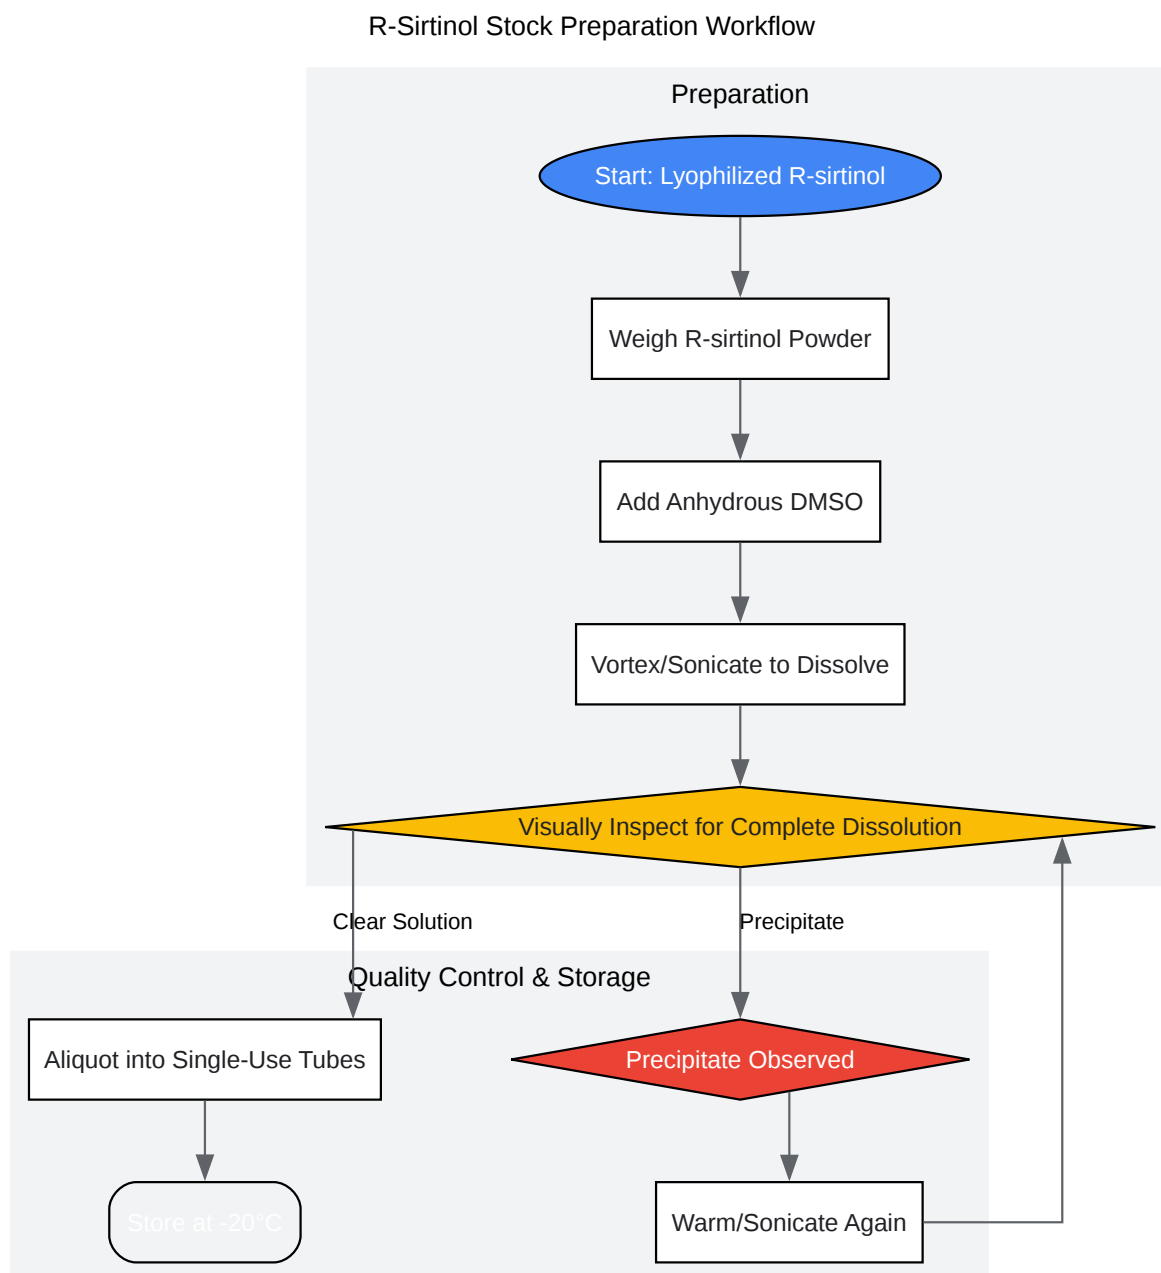 R-Sirtinol Stock Preparation Workflow
Preparation
Start: Lyophilized R-sirtinol
Weigh R-sirtinol Powder
Add Anhydrous DMSO
Vortex/Sonicate to Dissolve
Visually Inspect for Complete Dissolution
Clear Solution
Precipitate
Quality Control & Storage
Aliquot into Single-Use Tubes
Precipitate Observed
Store at -20°C
Warm/Sonicate Again